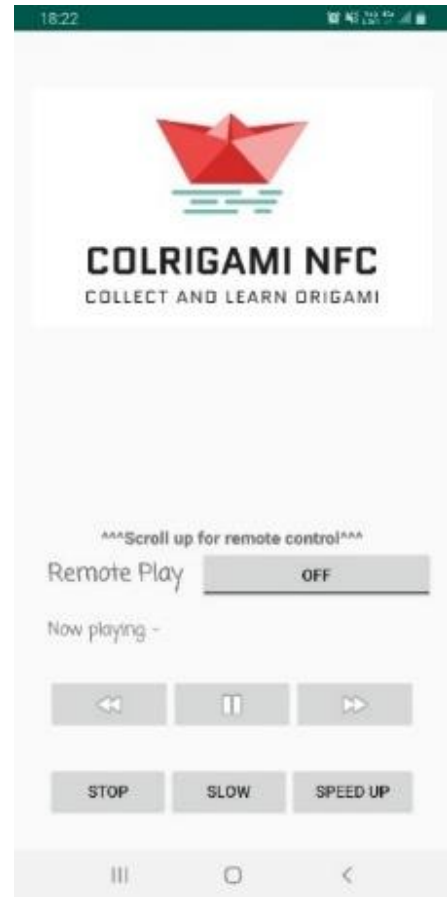 18:22
COLRIGAMI NFC
COLLECT AND LEARN ORIGAMI
^^^Scroll up for remote control^^^
Remote Play OFF
Now playing -
STOP SLOW SPEED UP